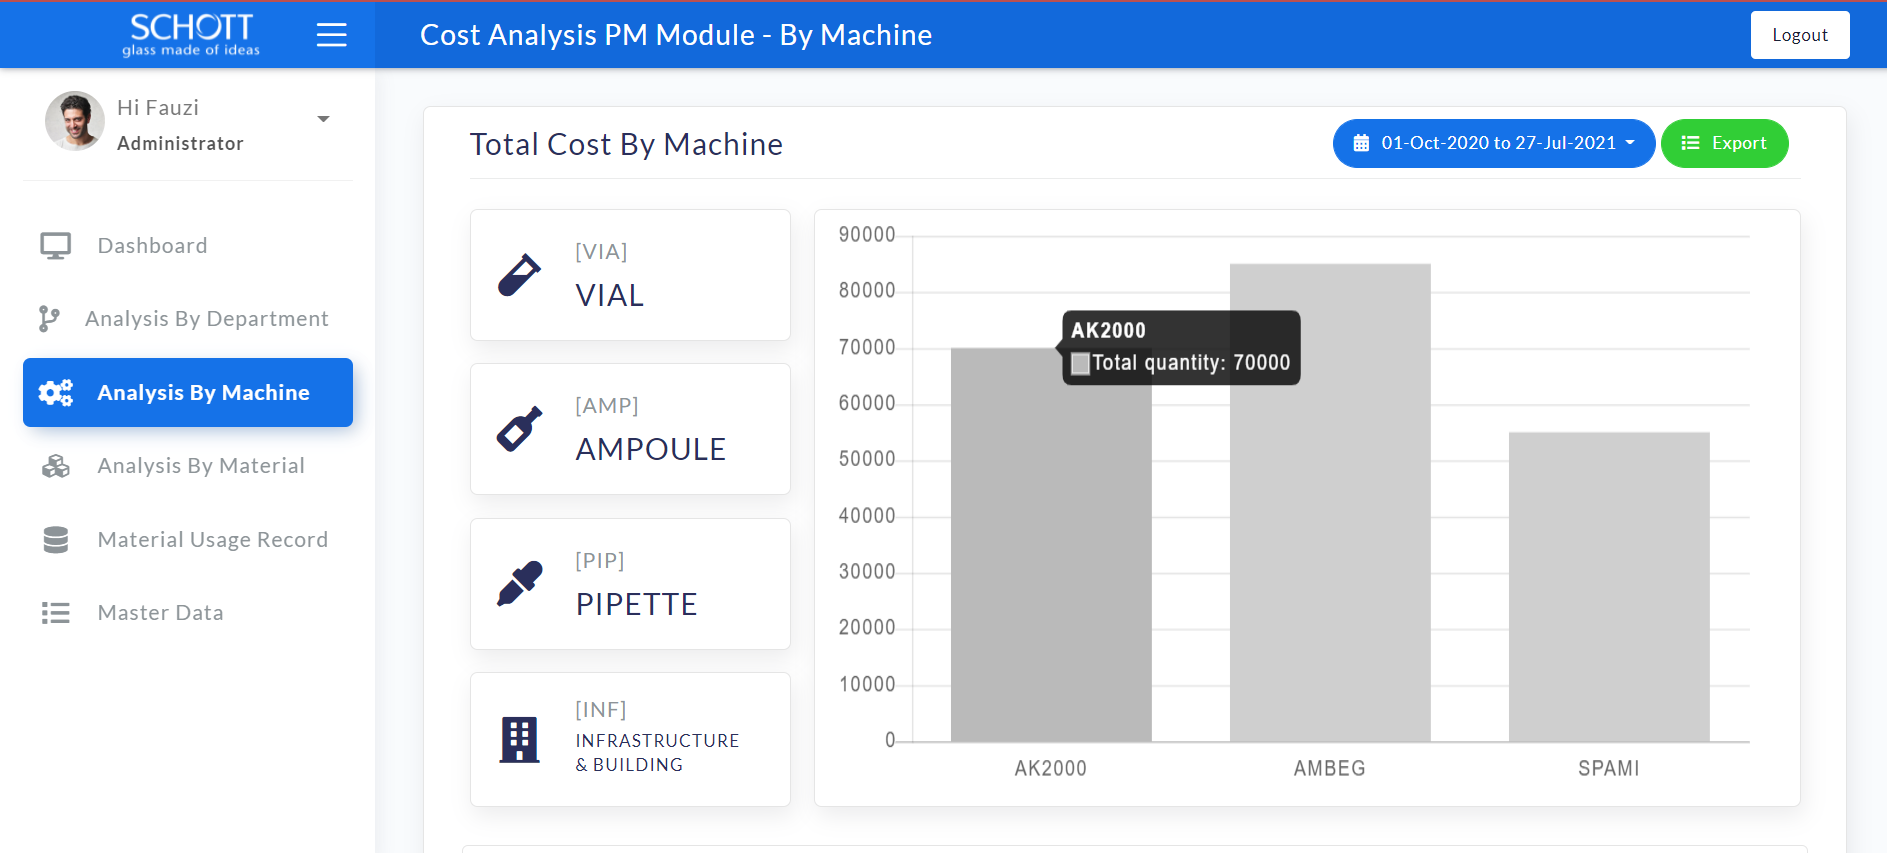 SCHOTT
glass made of ideas
Cost Analysis PM Module - By Machine
Logout
Hi Fauzi
Administrator
Dashboard
Analysis By Department
Analysis By Machine
Analysis By Material
Material Usage Record
Master Data
Total Cost By Machine
01-Oct-2020 to 27-Jul-2021
Export
[VIA]
VIAL
[AMP]
AMPOULE
[PIP]
PIPETTE
[INF]
INFRASTRUCTURE
& BUILDING
90000
80000
70000
60000
50000
40000
30000
20000
10000
0
AK2000
Total quantity: 70000
AK2000
AMBEG
SPAMI